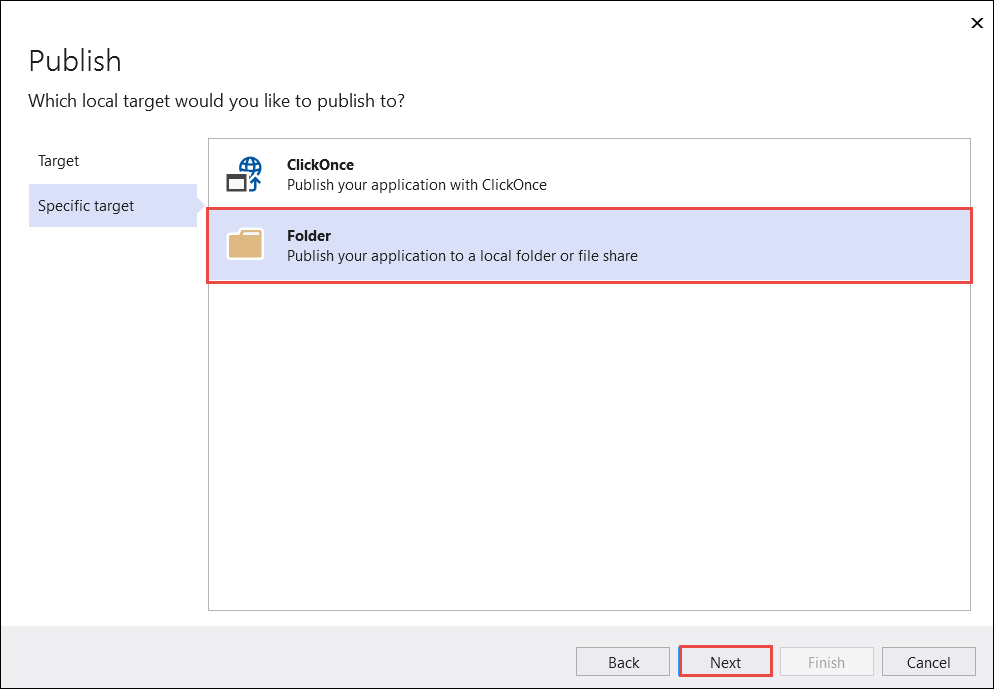 Publish
Which local target would you like to publish to?
Target
Specific target
ClickOnce
Publish your application with ClickOnce
Folder
Publish your application to a local folder or file share
Back
Next
Finish
Cancel